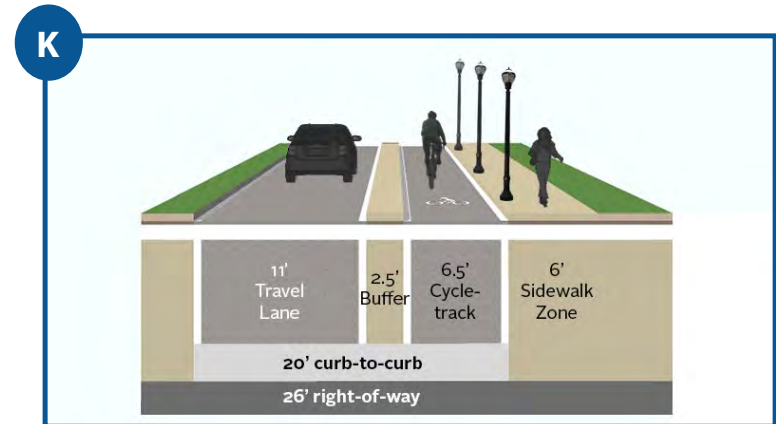 K
11'
Travel
Lane
2.5'
Buffer
6.5'
Cycle-
track
6'
Sidewalk
Zone
20' curb-to-curb
26' right-of-way